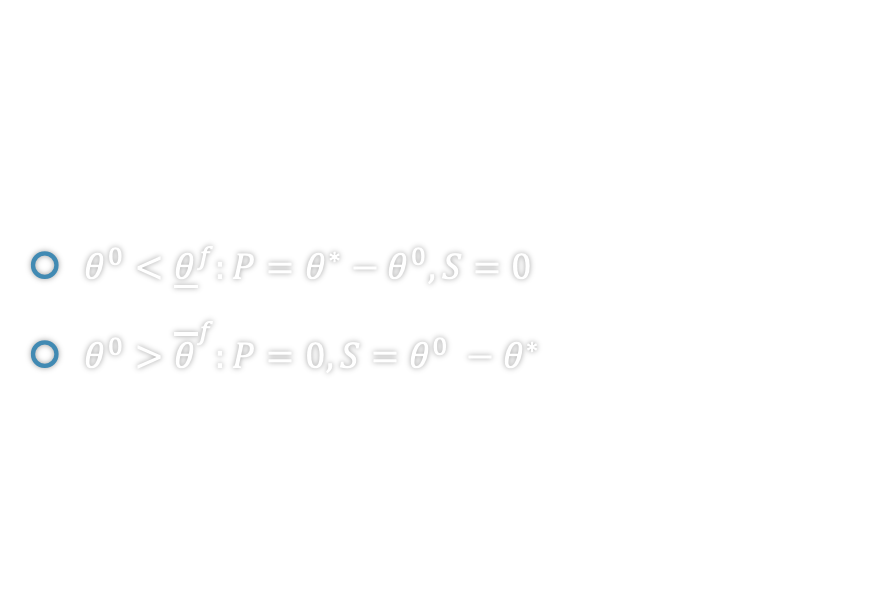 θ⁰ < θ̲ᶠ: P = θ* − θ⁰, S = 0
θ⁰ > θ̅ᶠ: P = 0, S = θ⁰ − θ*